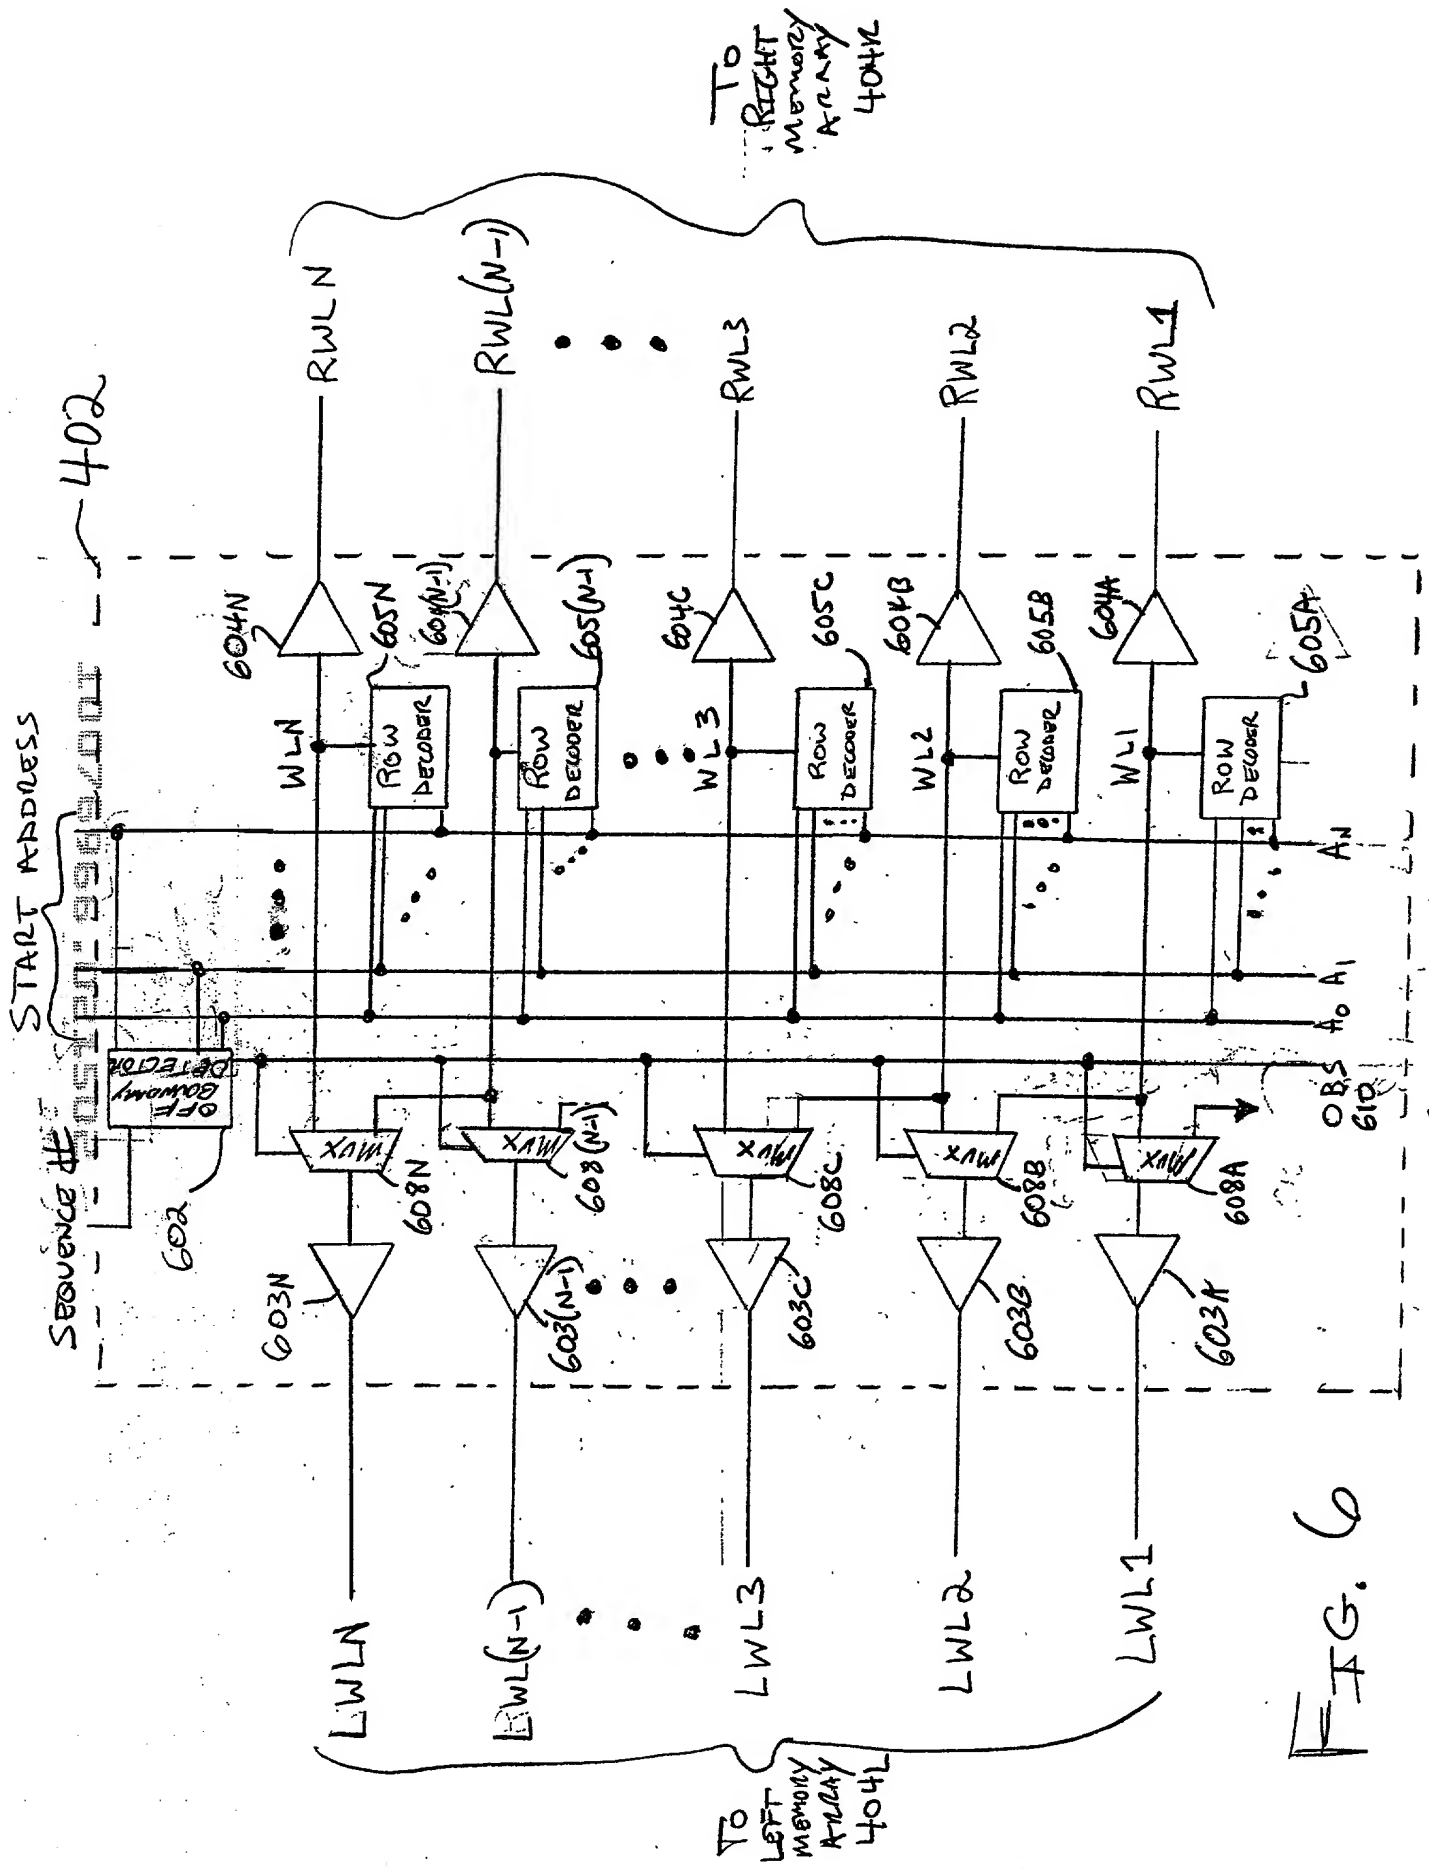 START ADDRESS
402
SEQUENCE #
OFF
BOUNDARY
DETECTOR
602
LWLN
603N
608N
MUX
WLN
ROW
DECODER
605N
604N
RWLN
RWL(N-1)
603(N-1)
608(N-1)
MUX
ROW
DECODER
605(N-1)
604(N-1)
RWL(N-1)
LWL3
603C
608C
MUX
WL3
ROW
DECODER
605C
604C
RWL3
LWL2
603B
608B
MUX
WL2
ROW
DECODER
605B
604B
RWL2
LWL1
603A
608A
MUX
WL1
ROW
DECODER
605A
604A
RWL1
OBS
610
A0
A1
AN
TO
LEFT
MEMORY
ARRAY
404L
TO
RIGHT
MEMORY
ARRAY
404R
FIG. 6